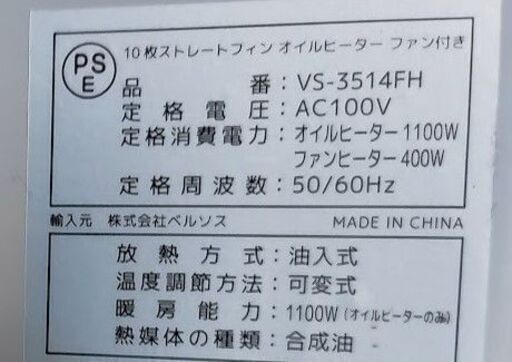 PS
E
10枚ストレートフィン オイルヒーター ファン付き
品番：VS-3514FH
定格電圧：AC100V
定格消費電力：オイルヒーター1100W
ファンヒーター400W
定格周波数：50/60Hz
輸入元 株式会社ベルソス MADE IN CHINA
放熱方式：油入式
温度調節方法：可変式
暖房能力：1100W（オイルヒーターのみ）
熱媒体の種類：合成油